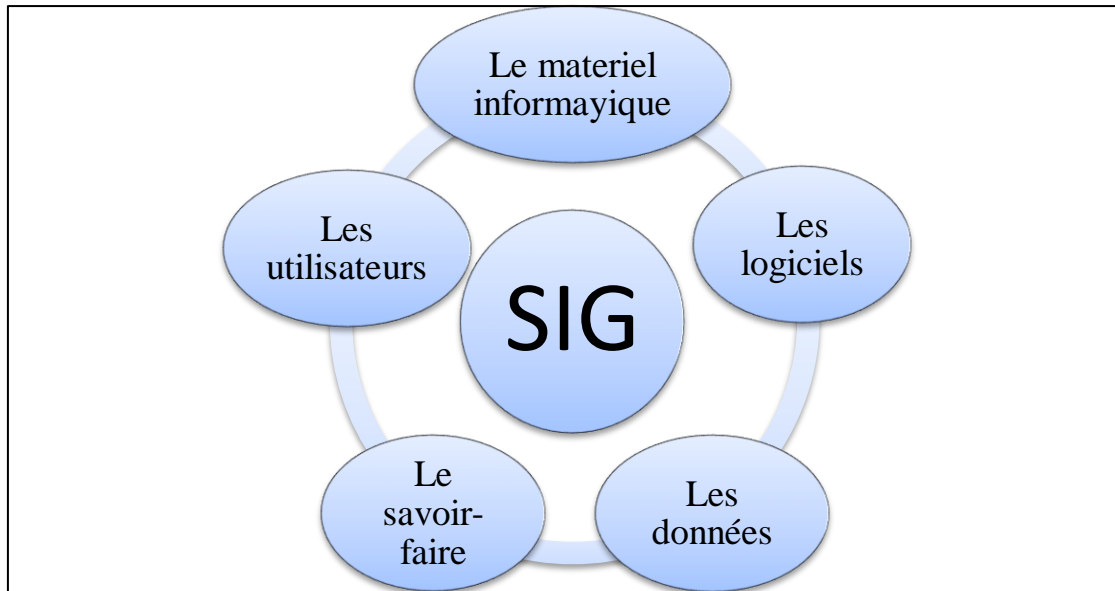 Le materiel
informayique
Les
utilisateurs
Les
logiciels
SIG
Le
savoir-
faire
Les
données